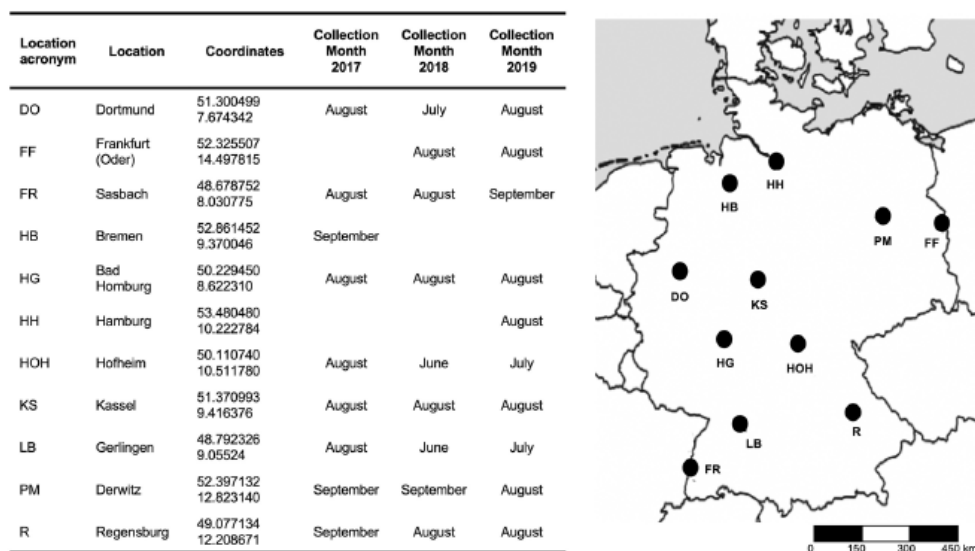 Location acronym Location Coordinates Collection Month 2017 Collection Month 2018 Collection Month 2019
DO Dortmund 51.300499 7.674342 August July August
FF Frankfurt (Oder) 52.325507 14.497815 August August
FR Sasbach 48.678752 8.030775 August August September
HB Bremen 52.861452 9.370046 September
HG Bad Homburg 50.229450 8.622310 August August August
HH Hamburg 53.480480 10.222784 August
HOH Hofheim 50.110740 10.511780 August June July
KS Kassel 51.370993 9.416376 August August August
LB Gerlingen 48.792326 9.05524 August June July
PM Derwitz 52.397132 12.823140 September September August
R Regensburg 49.077134 12.208671 September August August
HH
HB
PM FF
DO
KS
HG HOH
R
LB
FR
0 150 300 450 km